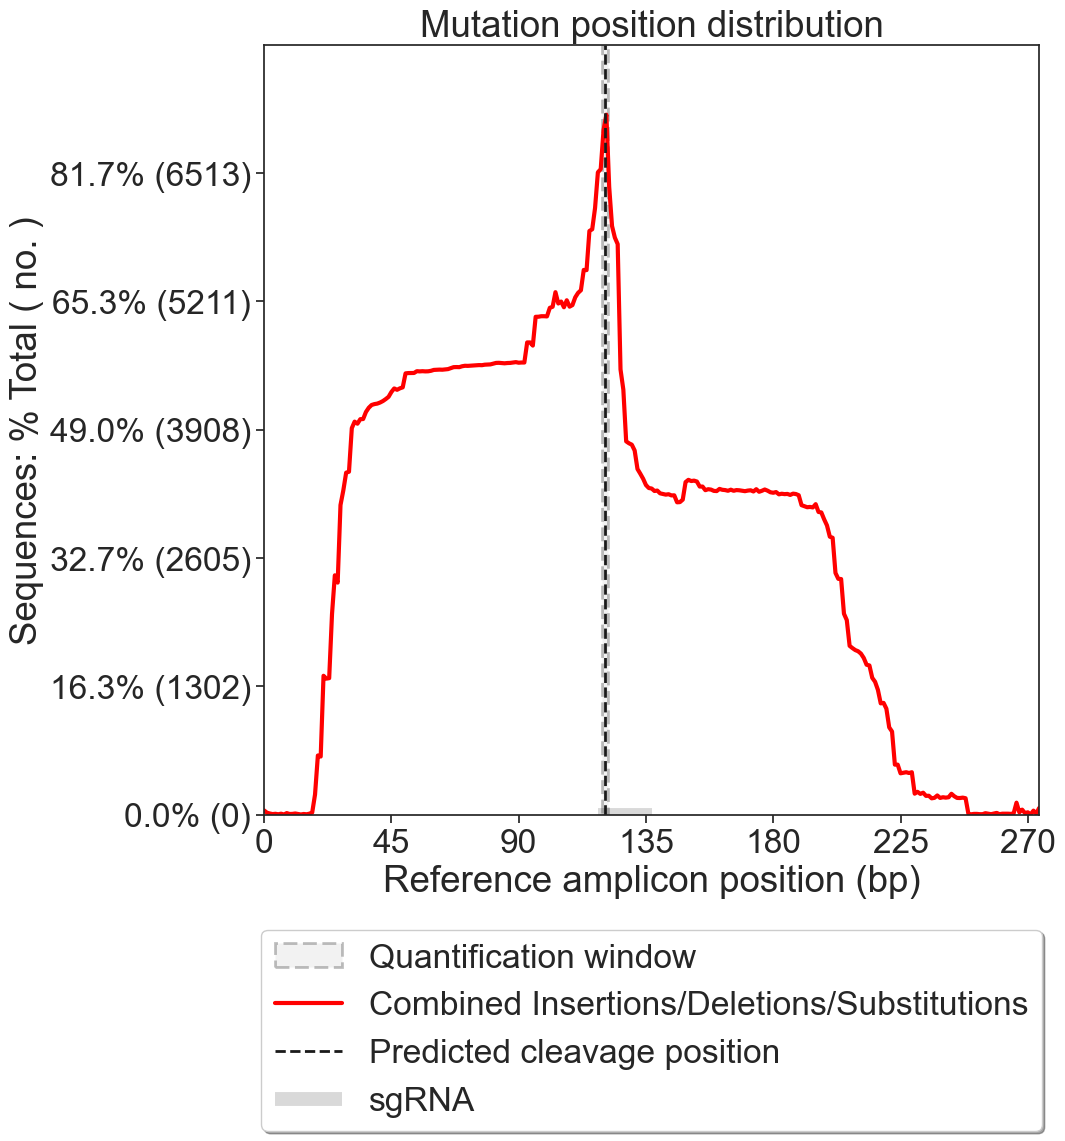 Mutation position distribution
Sequences: % Total ( no. )
81.7% (6513)
65.3% (5211)
49.0% (3908)
32.7% (2605)
16.3% (1302)
0.0% (0)
0 45 90 135 180 225 270
Reference amplicon position (bp)
Quantification window
Combined Insertions/Deletions/Substitutions
Predicted cleavage position
sgRNA